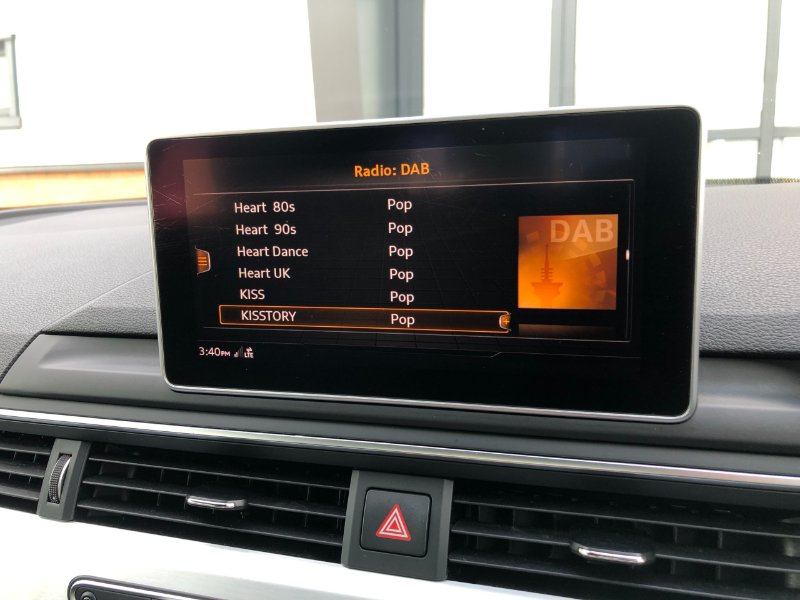 Radio: DAB
Heart 80s Pop
Heart 90s Pop
Heart Dance Pop
Heart UK Pop
KISS Pop
KISSTORY Pop
DAB
3:40PM LTE